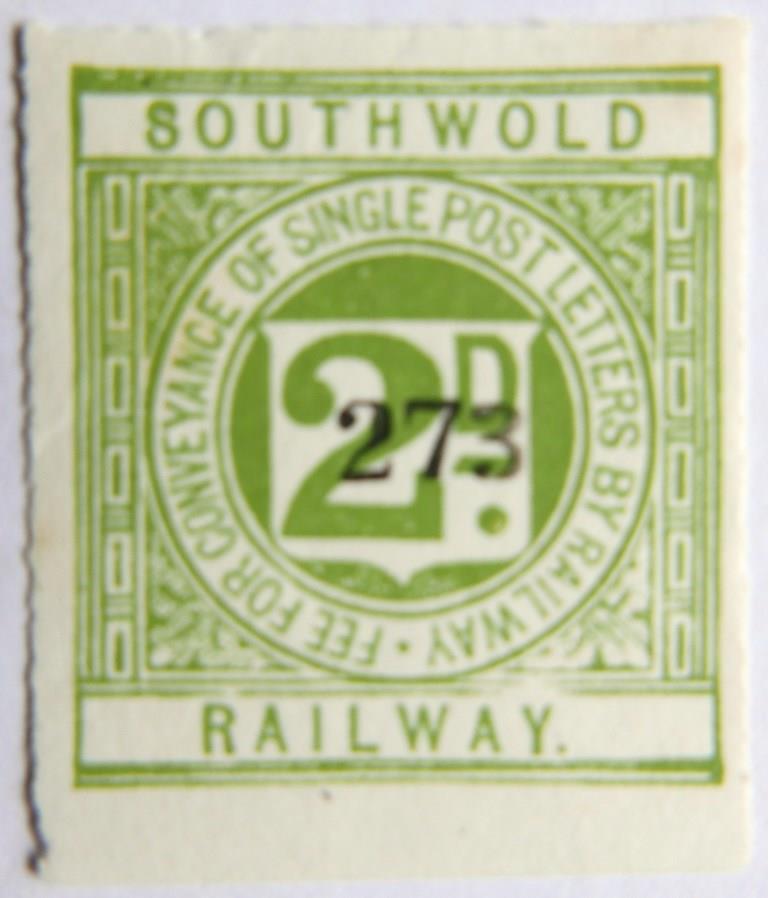 SOUTHWOLD
FEE FOR CONVEYANCE OF SINGLE POST LETTERS BY RAILWAY •
2D.
273
RAILWAY.